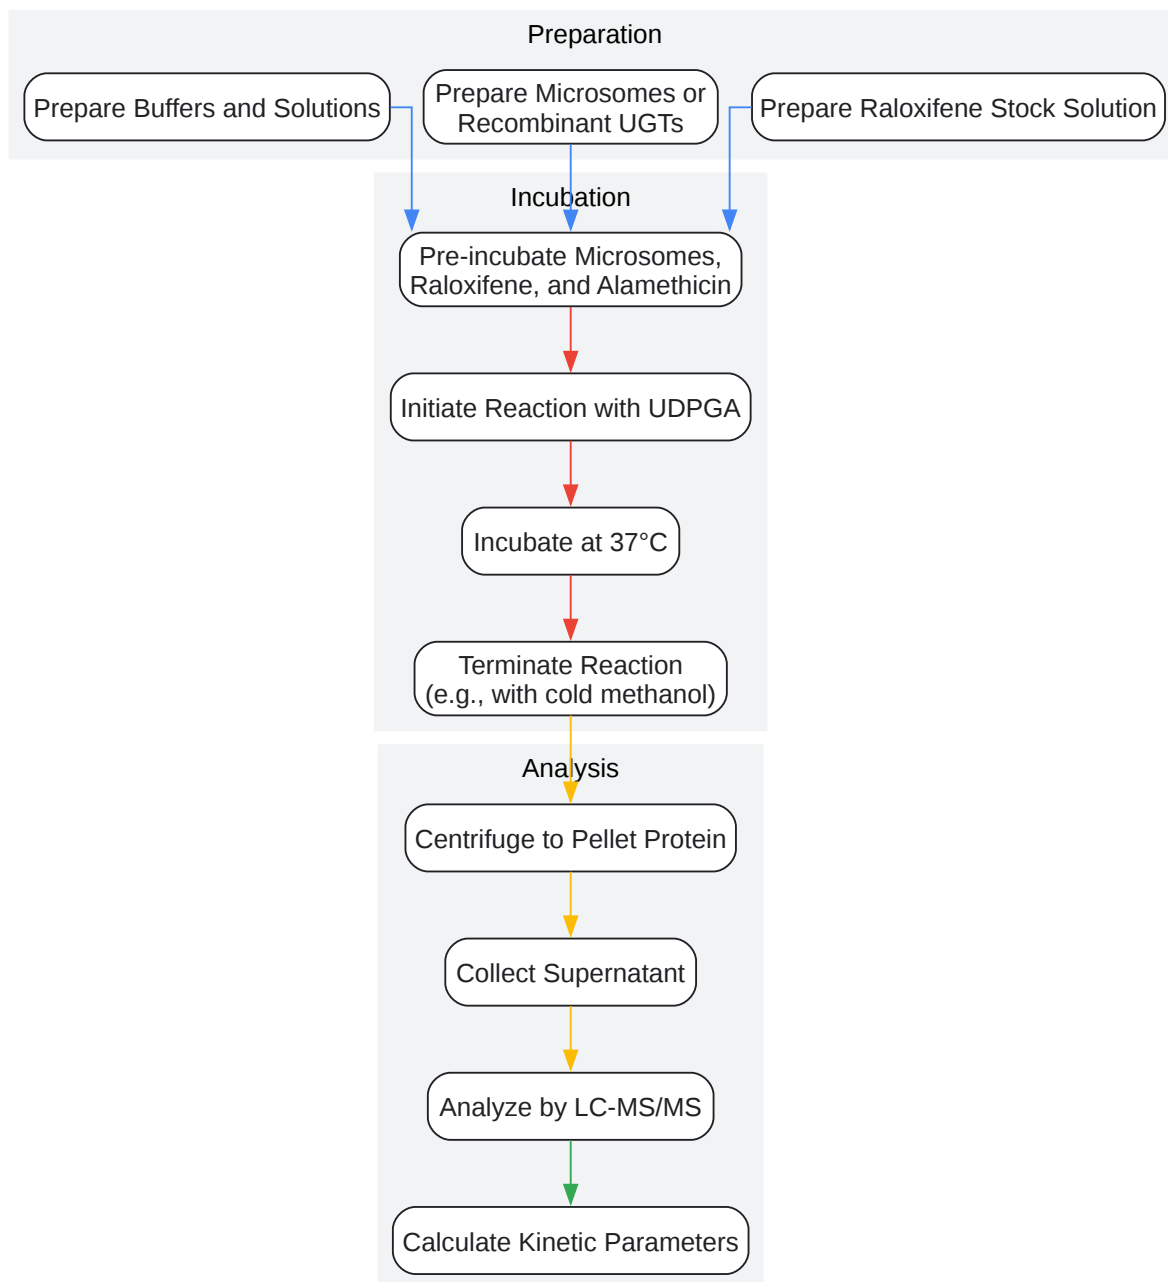 Preparation
Prepare Buffers and Solutions
Prepare Microsomes or
Recombinant UGTs
Prepare Raloxifene Stock Solution
Incubation
Pre-incubate Microsomes,
Raloxifene, and Alamethicin
Initiate Reaction with UDPGA
Incubate at 37°C
Terminate Reaction
(e.g., with cold methanol)
Analysis
Centrifuge to Pellet Protein
Collect Supernatant
Analyze by LC-MS/MS
Calculate Kinetic Parameters